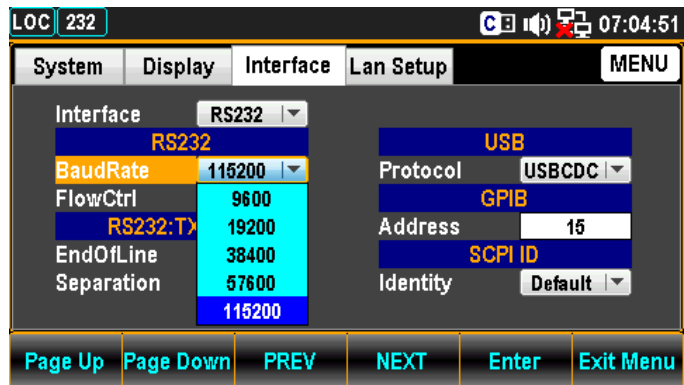 LOC 232 C 07:04:51
System Display Interface Lan Setup MENU
Interface RS232
RS232 USB
BaudRate 115200 Protocol USBCDC
FlowCtrl 9600 GPIB
RS232:TX 19200 Address 15
EndOfLine 38400 SCPI ID
Separation 57600 Identity Default
115200
Page Up Page Down PREV NEXT Enter Exit Menu